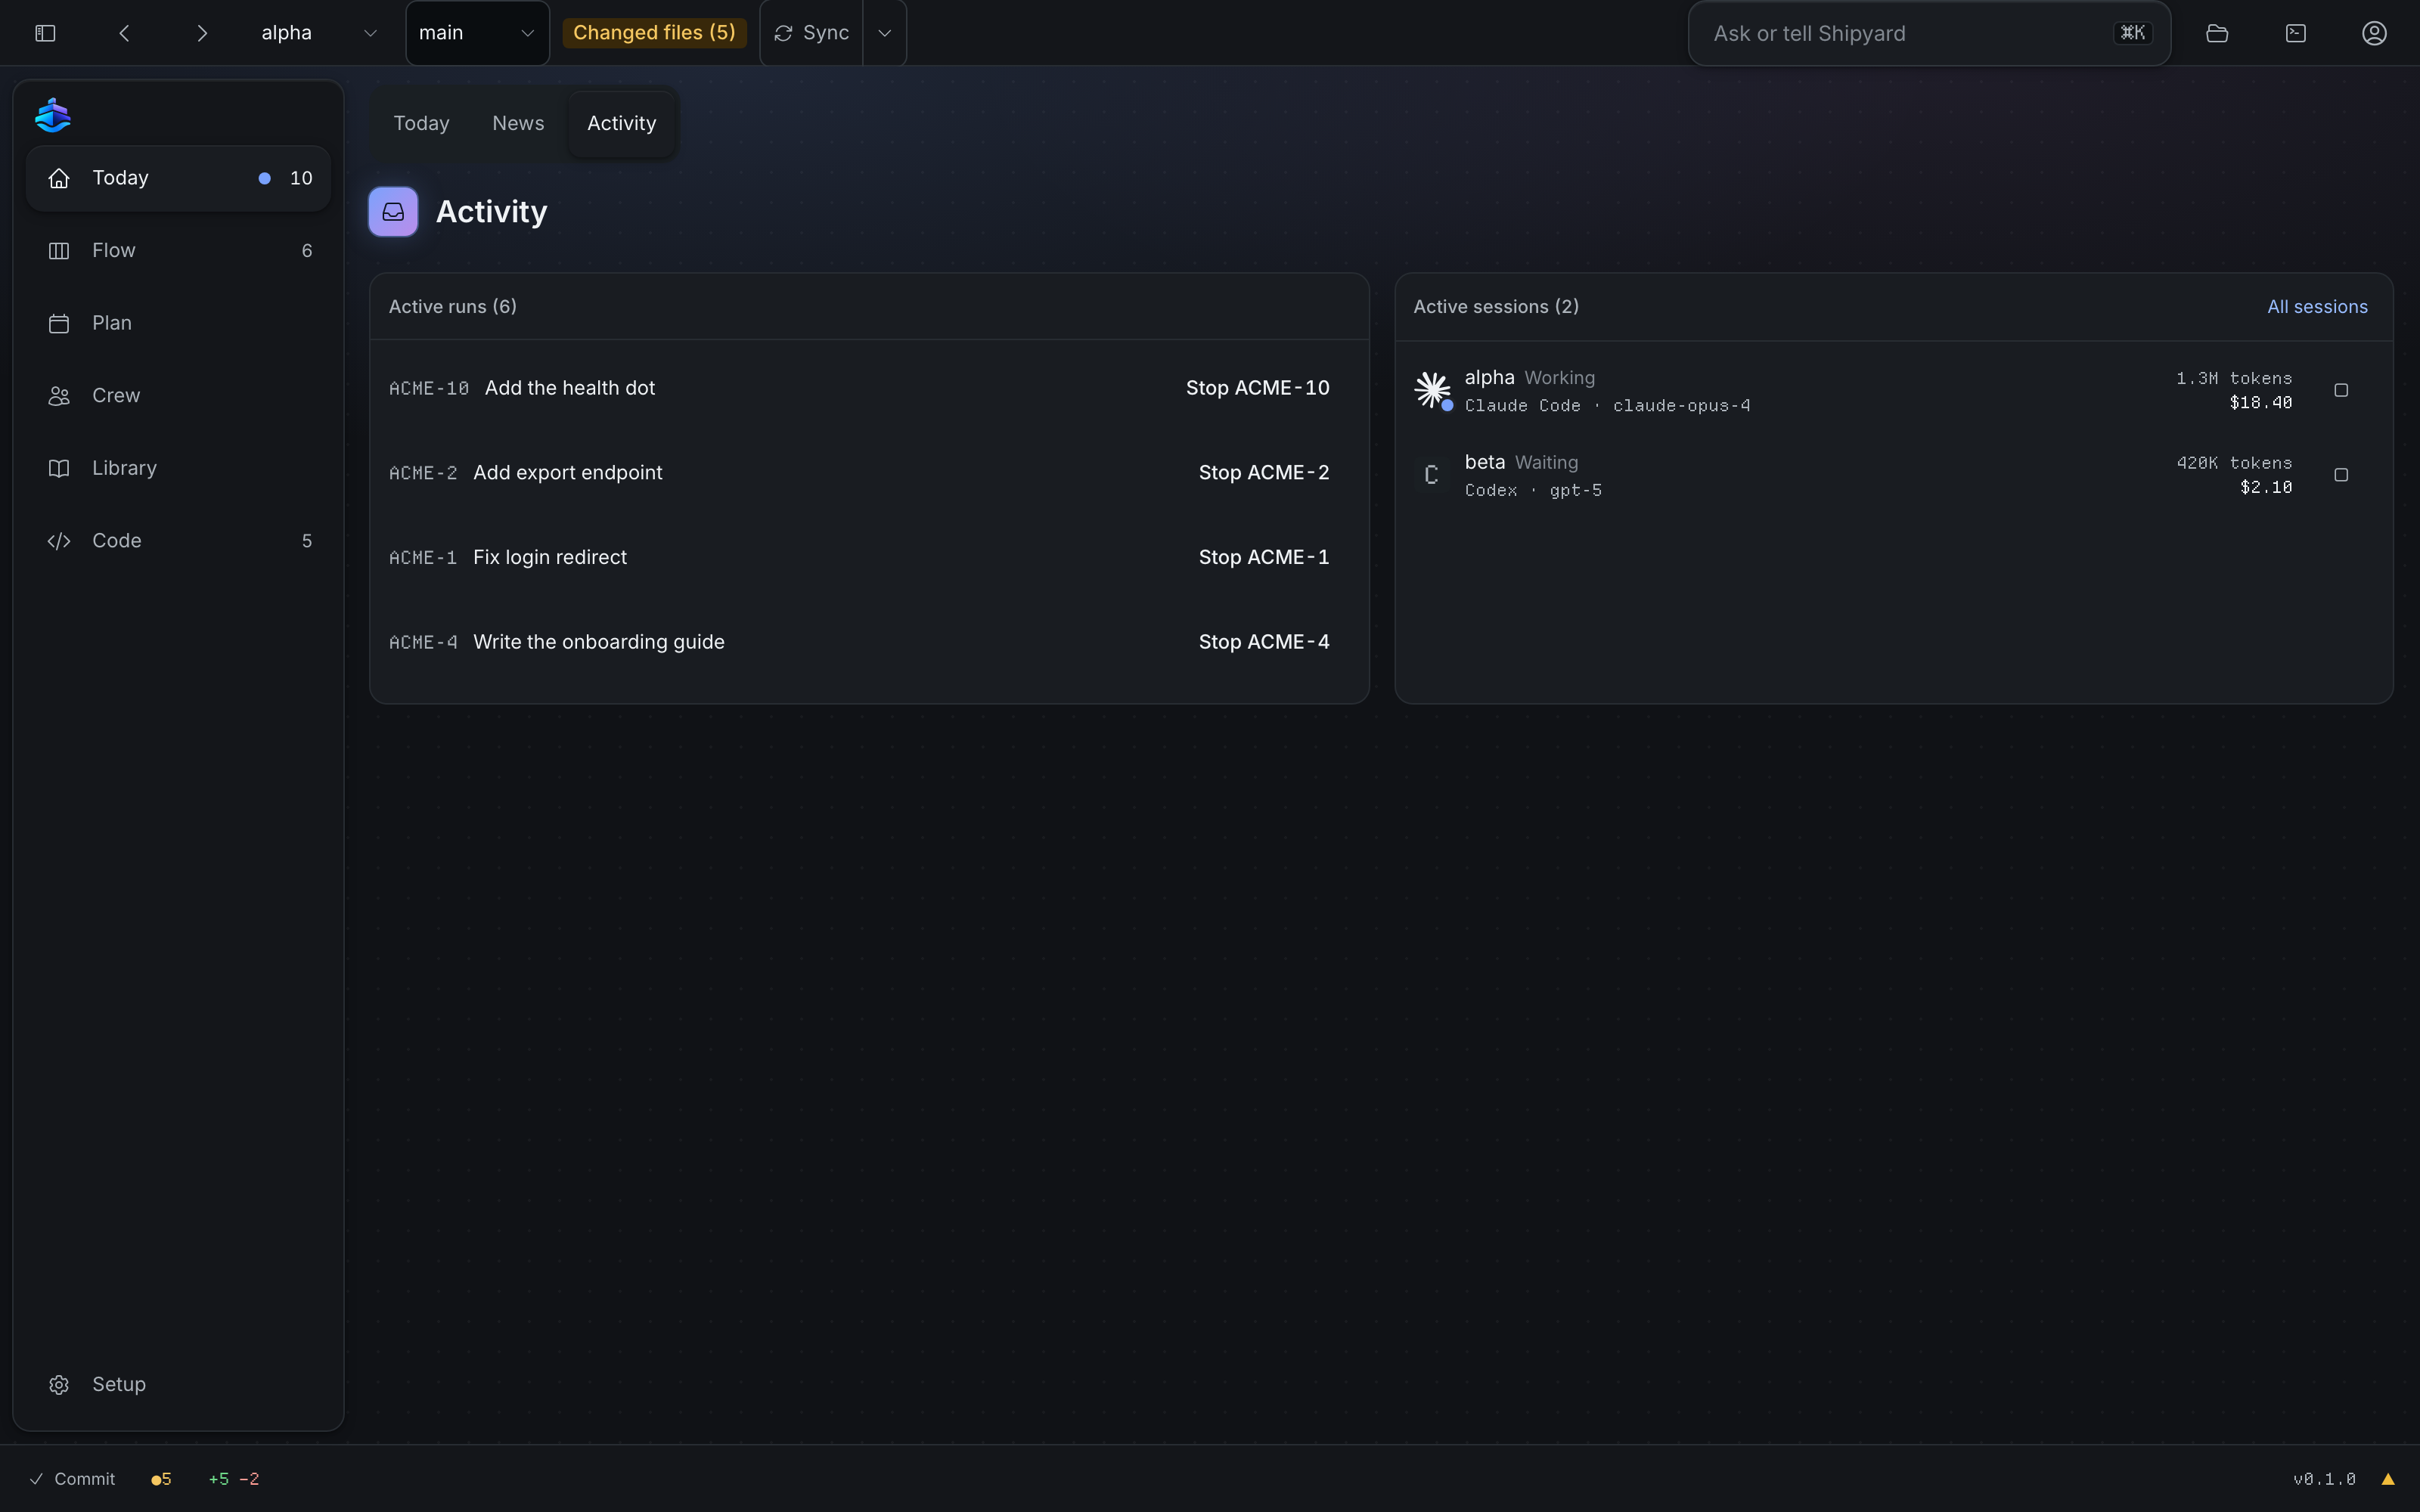 alpha
main
Changed files (5)
Sync
Ask or tell Shipyard
⌘K
Today 10
Flow 6
Plan
Crew
Library
Code 5
Setup
Today News Activity
Activity
Active runs (6)
ACME-10 Add the health dot Stop ACME-10
ACME-2 Add export endpoint Stop ACME-2
ACME-1 Fix login redirect Stop ACME-1
ACME-4 Write the onboarding guide Stop ACME-4
Active sessions (2) All sessions
alpha Working 1.3M tokens
Claude Code · claude-opus-4 $18.40
C
beta Waiting 420K tokens
Codex · gpt-5 $2.10
Commit 5 +5 -2
v0.1.0